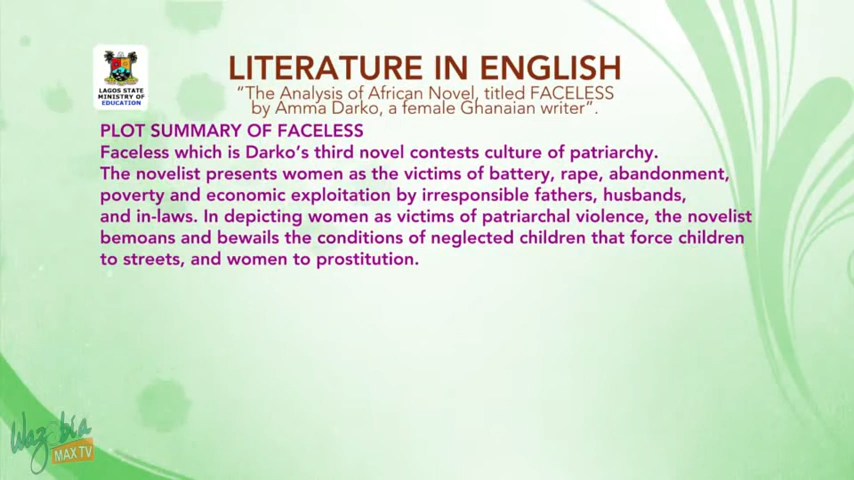 LAGOS STATE
MINISTRY OF
EDUCATION
LITERATURE IN ENGLISH
“The Analysis of African Novel, titled FACELESS
by Amma Darko, a female Ghanaian writer”.
PLOT SUMMARY OF FACELESS
Faceless which is Darko’s third novel contests culture of patriarchy.
The novelist presents women as the victims of battery, rape, abandonment,
poverty and economic exploitation by irresponsible fathers, husbands,
and in-laws. In depicting women as victims of patriarchal violence, the novelist
bemoans and bewails the conditions of neglected children that force children
to streets, and women to prostitution.
Wazobia
MAX TV